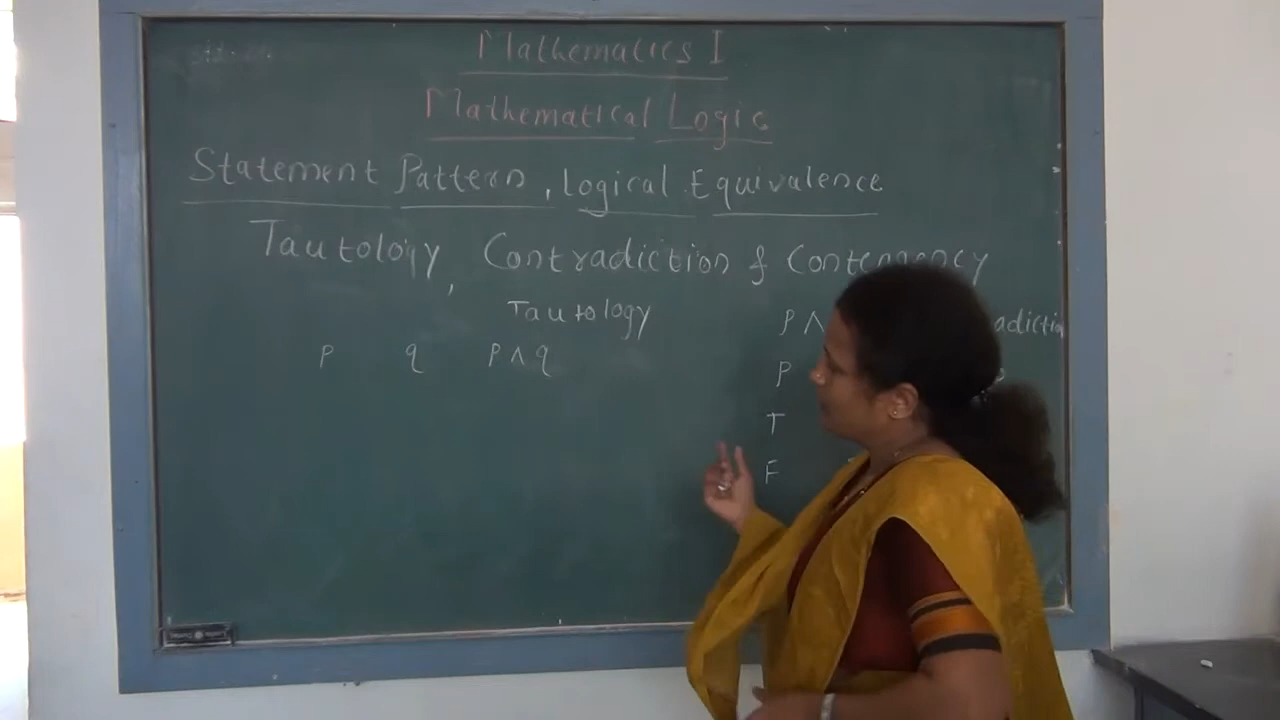 Mathematics I
Mathematical Logic
Statement Pattern, Logical Equivalence
Tautology, Contradiction & Contengency
Tautology
p ∧
p q p ∧ q
p
T
F